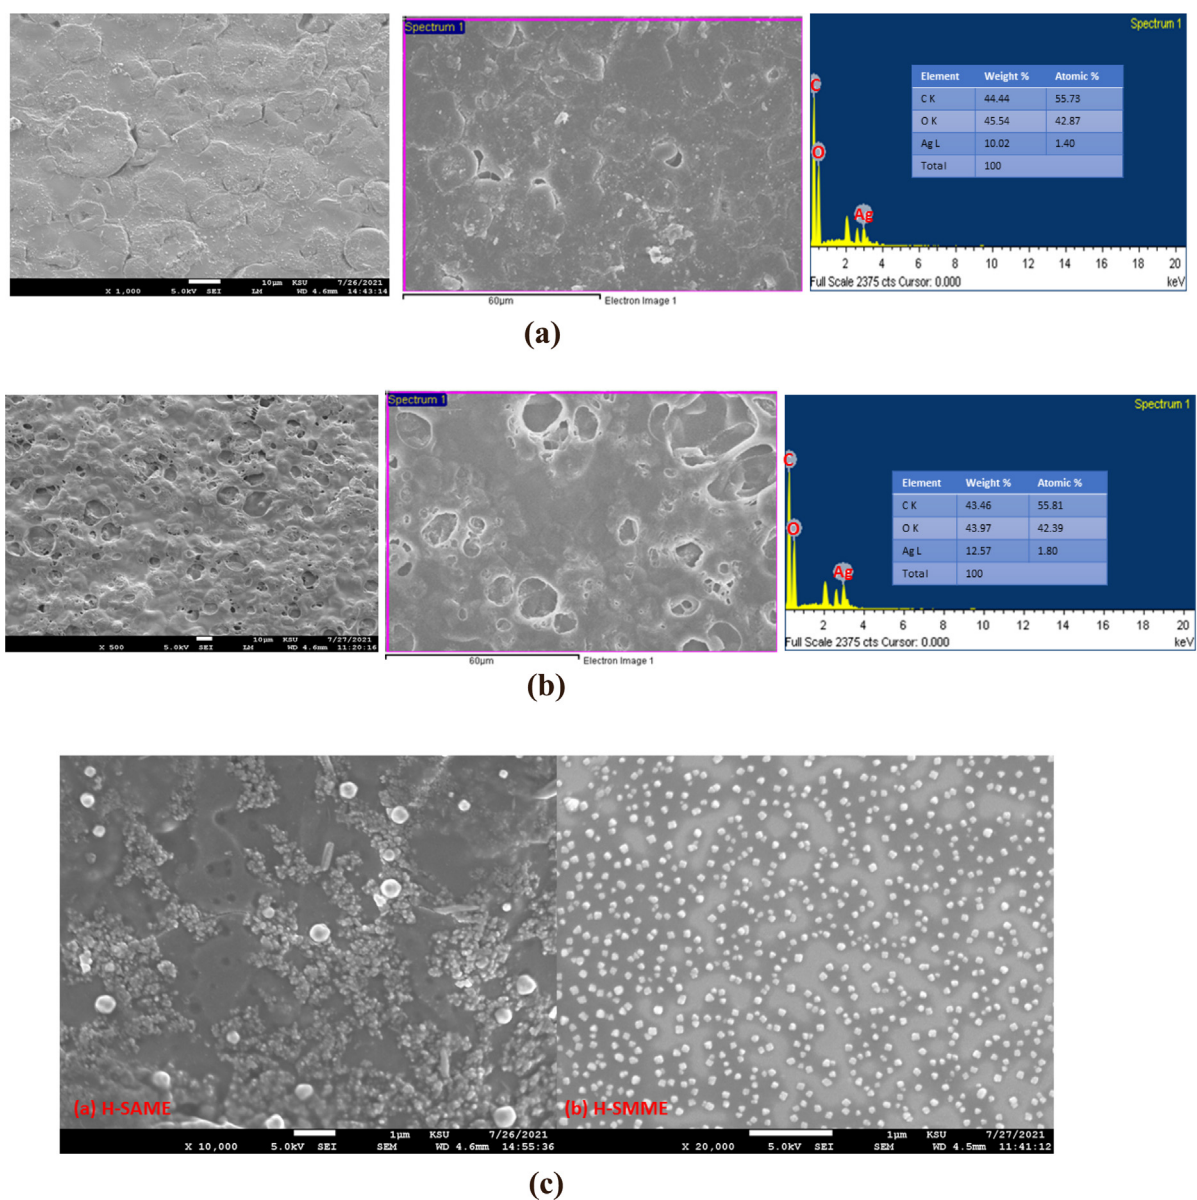 Spectrum 1
Spectrum 1
Element Weight % Atomic %
C K 44.44 55.73
O K 45.54 42.87
Ag L 10.02 1.40
Total 100
C
O
Ag
2 4 6 8 10 12 14 16 18 20
Full Scale 2375 cts Cursor: 0.000 keV
10µm KSU 7/26/2021
X 1,000 5.0kV SEI LM WD 4.6mm 14:43:14
60µm Electron Image 1
(a)
Spectrum 1
Spectrum 1
Element Weight % Atomic %
C K 43.46 55.81
O K 43.97 42.39
Ag L 12.57 1.80
Total 100
C
O
Ag
2 4 6 8 10 12 14 16 18 20
Full Scale 2375 cts Cursor: 0.000 keV
10µm KSU 7/27/2021
X 500 5.0kV SEI LM WD 4.6mm 11:20:16
60µm Electron Image 1
(b)
(a) H-SAME
(b) H-SMME
1µm KSU 7/26/2021
X 10,000 5.0kV SEI SEM WD 4.6mm 14:55:36
1µm KSU 7/27/2021
X 20,000 5.0kV SEI SEM WD 4.5mm 11:41:12
(c)